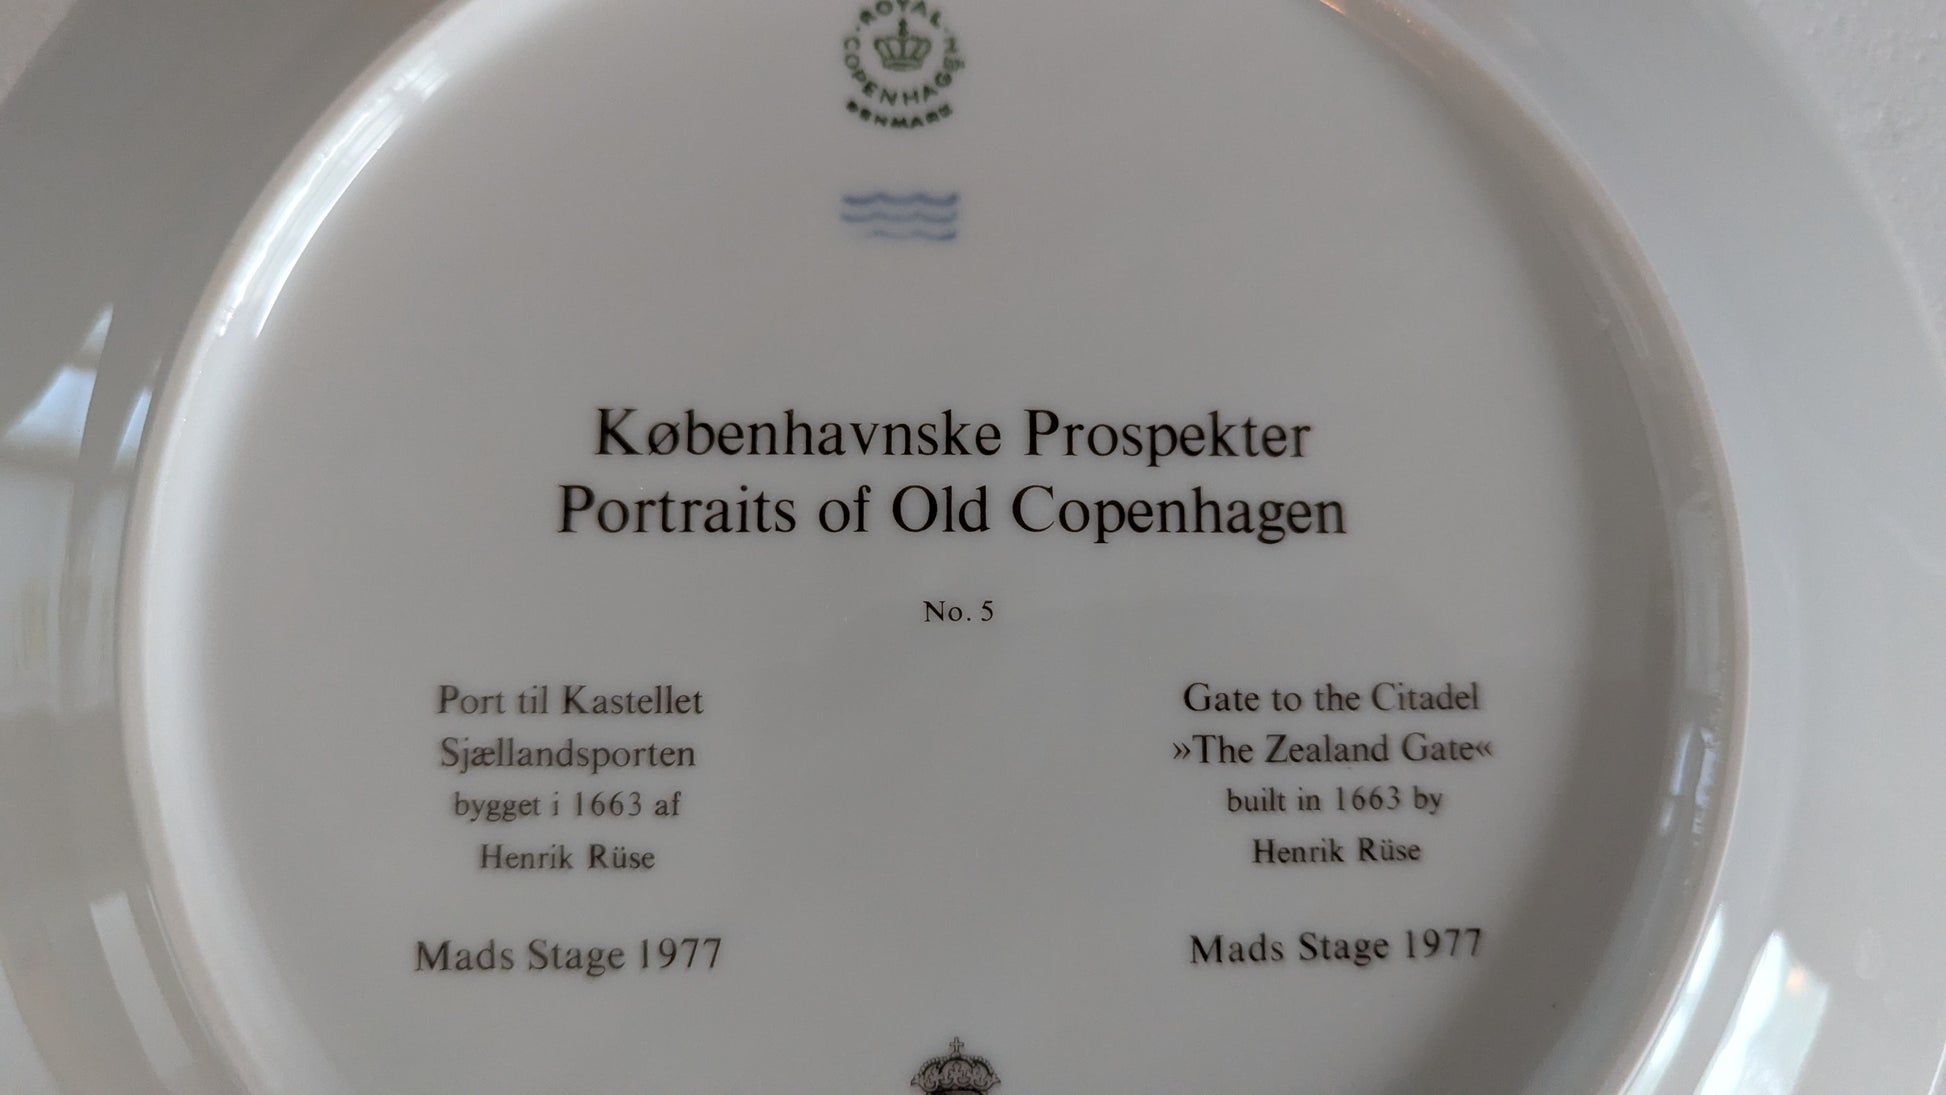 ROYAL COPENHAGEN
DENMARK
Københavnske Prospekter
Portraits of Old Copenhagen
No. 5
Port til Kastellet
Sjællandsporten
bygget i 1663 af
Henrik Rüse
Mads Stage 1977
Gate to the Citadel
»The Zealand Gate«
built in 1663 by
Henrik Rüse
Mads Stage 1977